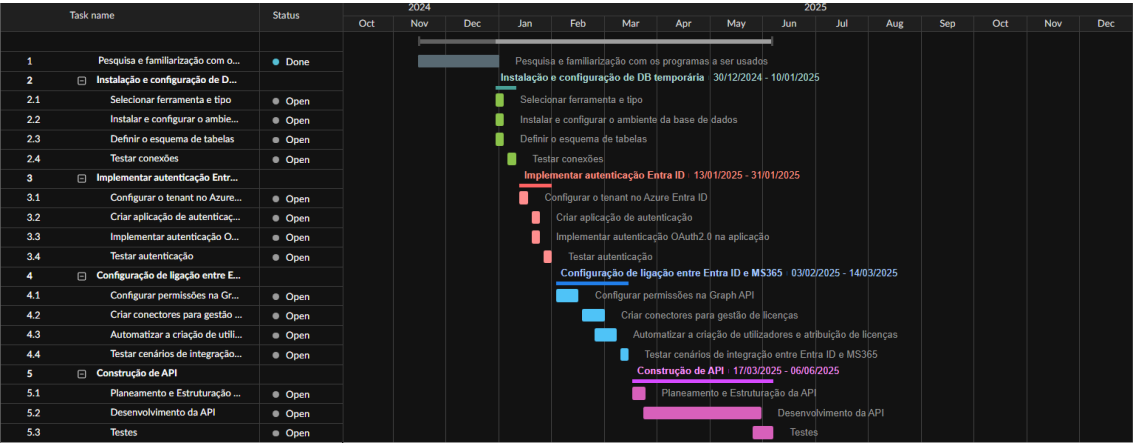 2024 2025
Task name Status
Oct Nov Dec Jan Feb Mar Apr May Jun Jul Aug Sep Oct Nov Dec
1 Pesquisa e familiarização com o... Done Pesquisa e familiarização com os programas a ser usados
2 Instalação e configuração de D... Instalação e configuração de DB temporária 30/12/2024 - 10/01/2025
2.1 Selecionar ferramenta e tipo Open Selecionar ferramenta e tipo
2.2 Instalar e configurar o ambie... Open Instalar e configurar o ambiente da base de dados
2.3 Definir o esquema de tabelas Open Definir o esquema de tabelas
2.4 Testar conexões Open Testar conexões
3 Implementar autenticação Entr... Implementar autenticação Entra ID 13/01/2025 - 31/01/2025
3.1 Configurar o tenant no Azure... Open Configurar o tenant no Azure Entra ID
3.2 Criar aplicação de autenticaç... Open Criar aplicação de autenticação
3.3 Implementar autenticação O... Open Implementar autenticação OAuth2.0 na aplicação
3.4 Testar autenticação Open Testar autenticação
4 Configuração de ligação entre E... Configuração de ligação entre Entra ID e MS365 03/02/2025 - 14/03/2025
4.1 Configurar permissões na Gr... Open Configurar permissões na Graph API
4.2 Criar conectores para gestão ... Open Criar conectores para gestão de licenças
4.3 Automatizar a criação de utili... Open Automatizar a criação de utilizadores e atribuição de licenças
4.4 Testar cenários de integração... Open Testar cenários de integração entre Entra ID e MS365
5 Construção de API Construção de API 17/03/2025 - 06/06/2025
5.1 Planeamento e Estruturação ... Open Planeamento e Estruturação da API
5.2 Desenvolvimento da API Open Desenvolvimento da API
5.3 Testes Open Testes